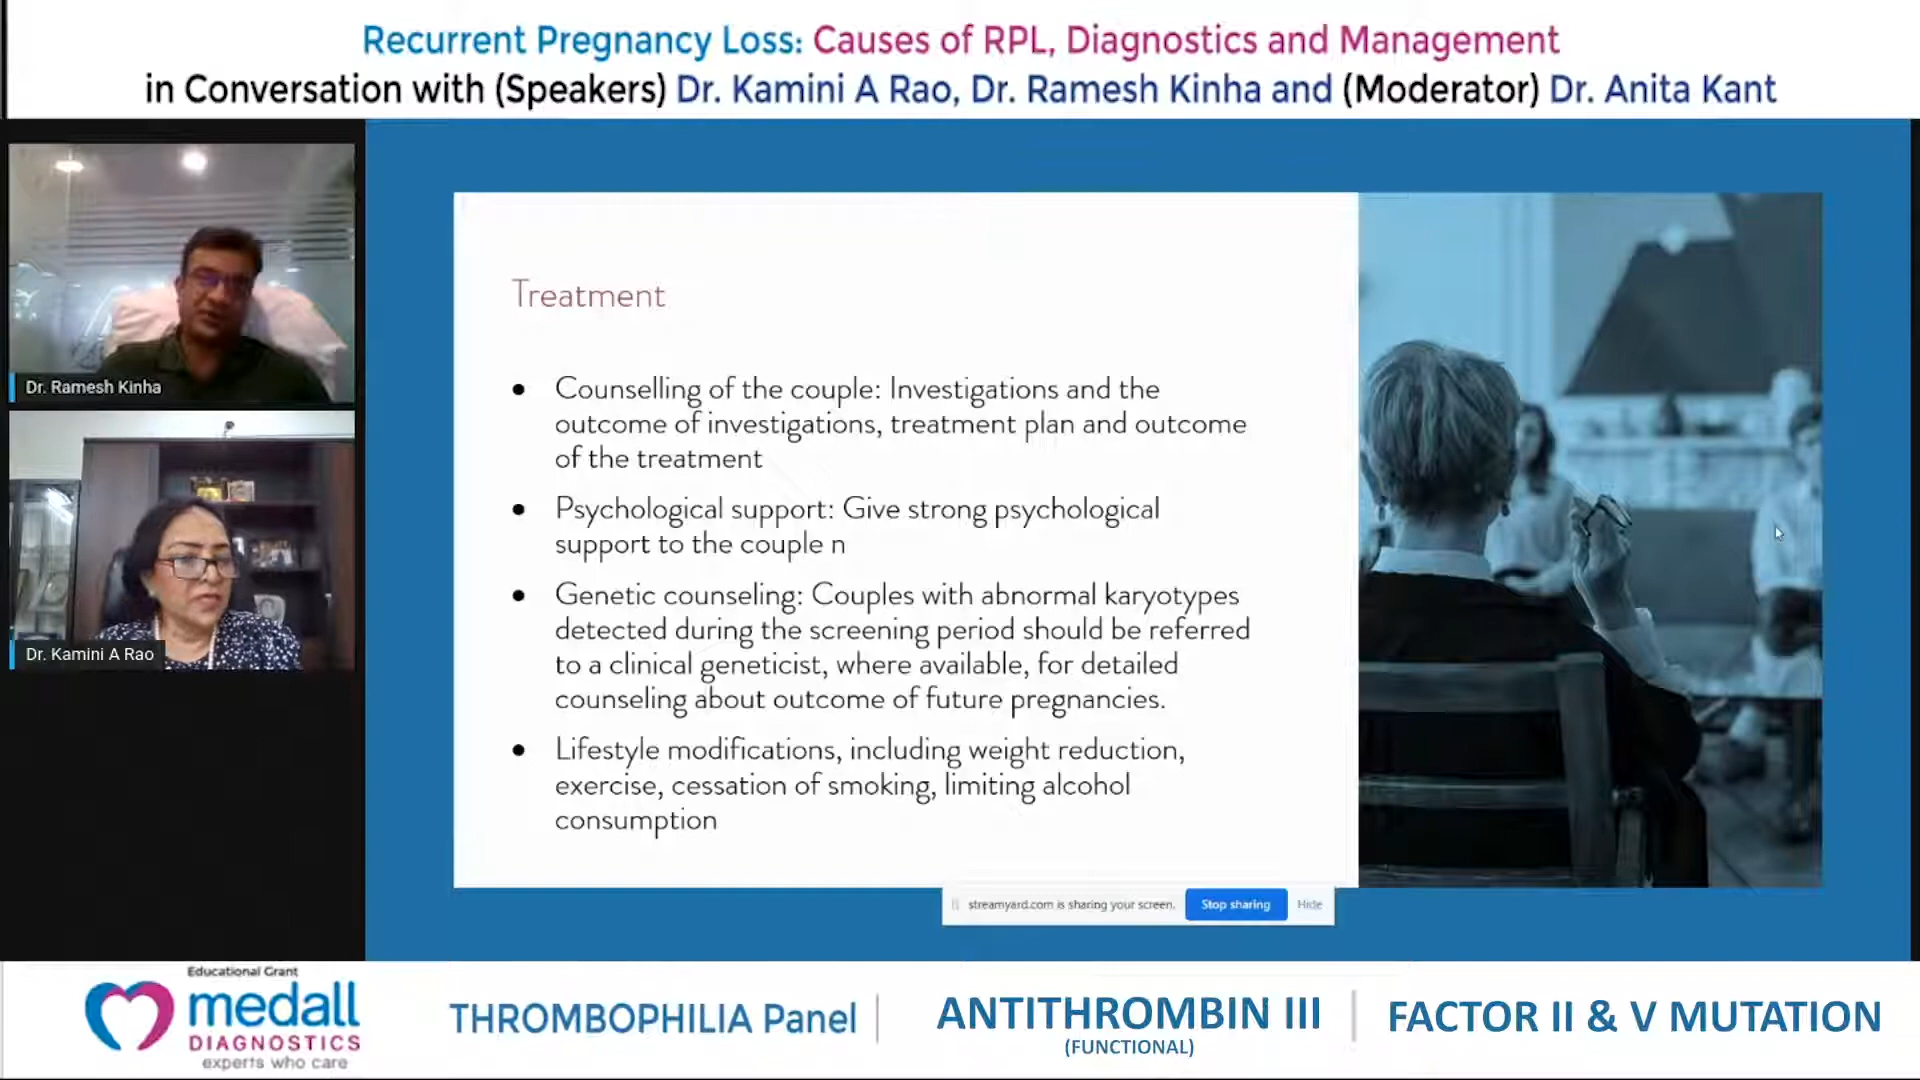 Recurrent Pregnancy Loss: Causes of RPL, Diagnostics and Management
in Conversation with (Speakers) Dr. Kamini A Rao, Dr. Ramesh Kinha and (Moderator) Dr. Anita Kant
Dr. Ramesh Kinha
Dr. Kamini A Rao
Treatment
• Counselling of the couple: Investigations and the
outcome of investigations, treatment plan and outcome
of the treatment
• Psychological support: Give strong psychological
support to the couple n
• Genetic counseling: Couples with abnormal karyotypes
detected during the screening period should be referred
to a clinical geneticist, where available, for detailed
counseling about outcome of future pregnancies.
• Lifestyle modifications, including weight reduction,
exercise, cessation of smoking, limiting alcohol
consumption
streamyard.com is sharing your screen. Stop sharing Hide
Educational Grant
medall
DIAGNOSTICS
experts who care
THROMBOPHILIA Panel
ANTITHROMBIN III
(FUNCTIONAL)
FACTOR II & V MUTATION